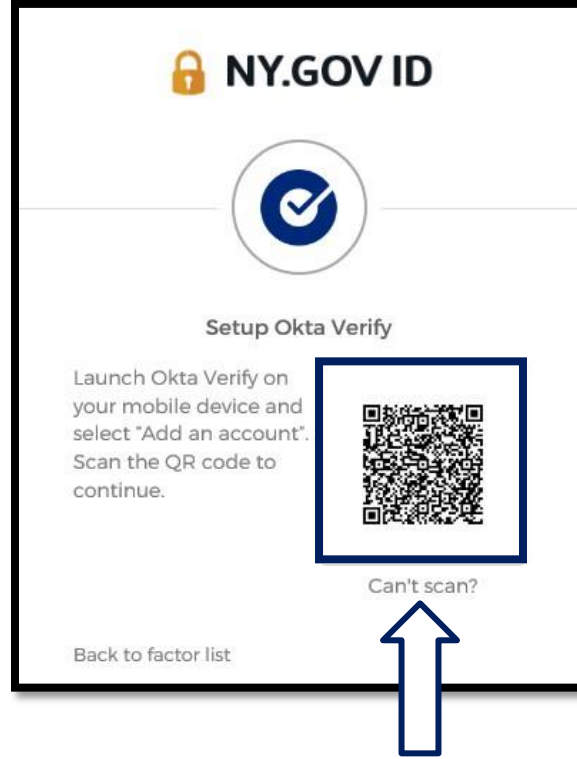 NY.GOV ID
Setup Okta Verify
Launch Okta Verify on
your mobile device and
select "Add an account".
Scan the QR code to
continue.
Can't scan?
Back to factor list